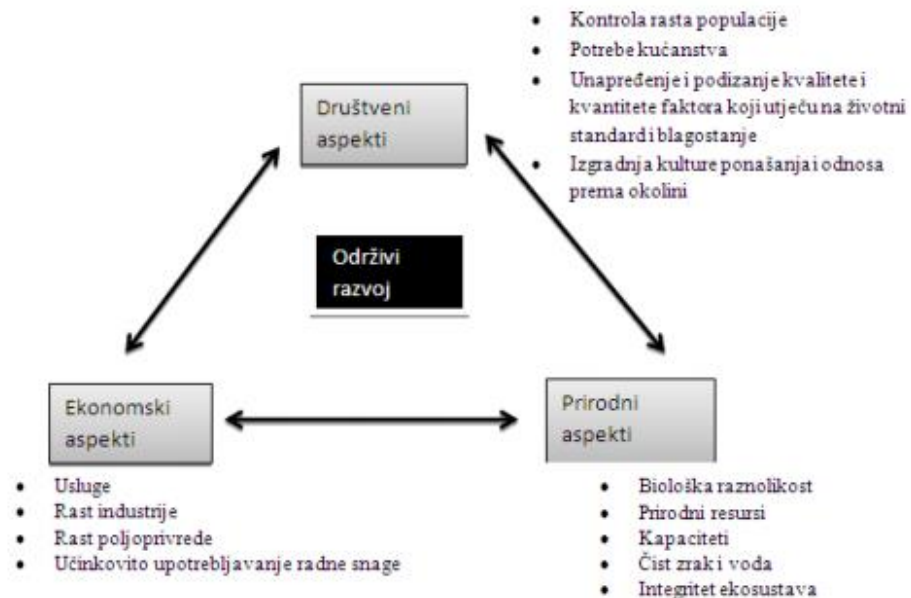 Kontrola rasta populacije
Potrebe kućanstva
Unapređenje i podizanje kvalitete i
kvantitete faktora koji utječu na životni
standard i blagostanje
Izgradnja kulture ponašanja i odnosa
prema okolini
Društveni
aspekti
Održivi
razvoj
Ekonomski
aspekti
Usluge
Rast industrije
Rast poljoprivrede
Učinkovito upotrebljavanje radne snage
Prirodni
aspekti
Biološka raznolikost
Prirodni resursi
Kapaciteti
Čist zrak i voda
Integritet ekosustava